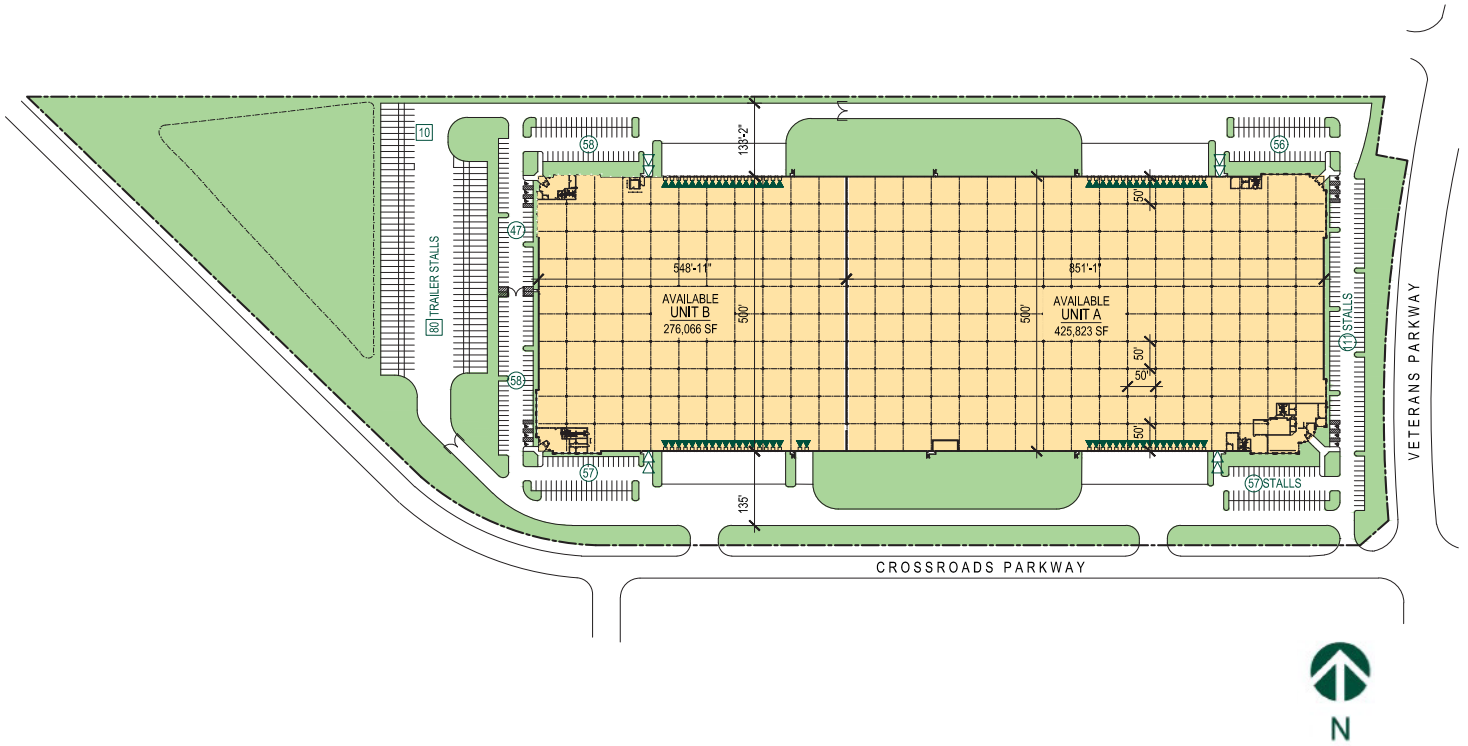 10
58
56
133'-2"
50'
47
548'-11"
851'-1"
80 TRAILER STALLS
AVAILABLE
UNIT B
276,066 SF
500'
500'
AVAILABLE
UNIT A
425,823 SF
111 STALLS
VETERANS PARKWAY
50'
50'
58
50'
57
57 STALLS
135'
CROSSROADS PARKWAY
N